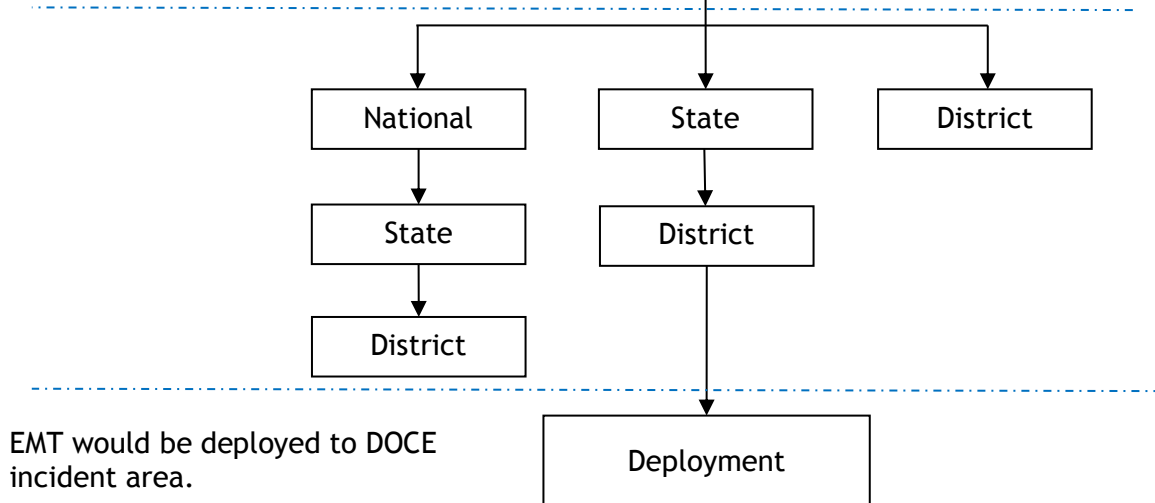 National
State
District
State
District
District
EMT would be deployed to DOCE
incident area.
Deployment